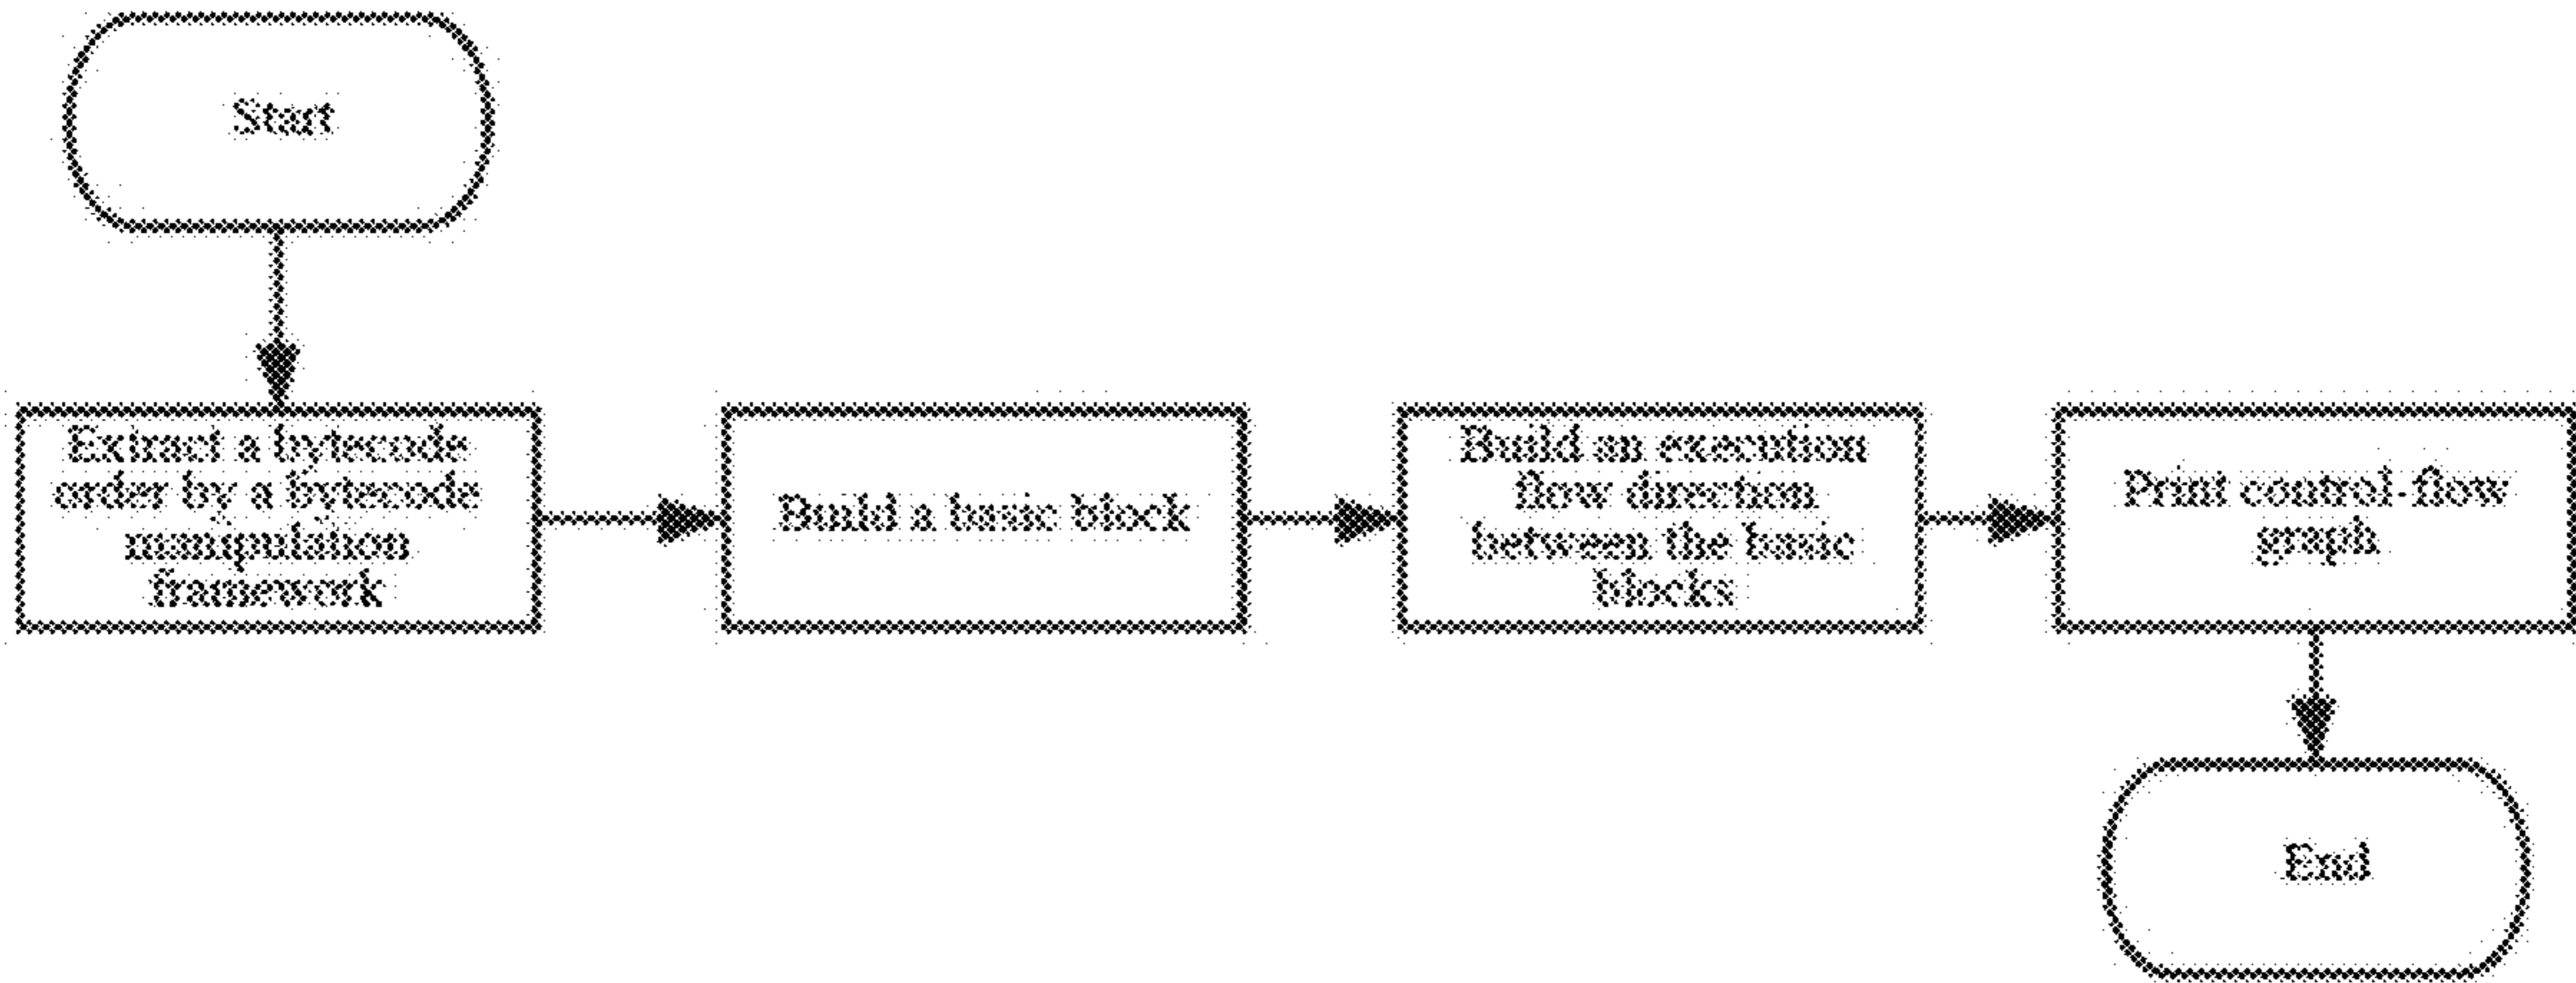 Start
Extract a bytecode
order by a bytecode
manipulation
framework
Build a basic block
Build an execution
flow direction
between the basic
blocks
Print control-flow
graph
End